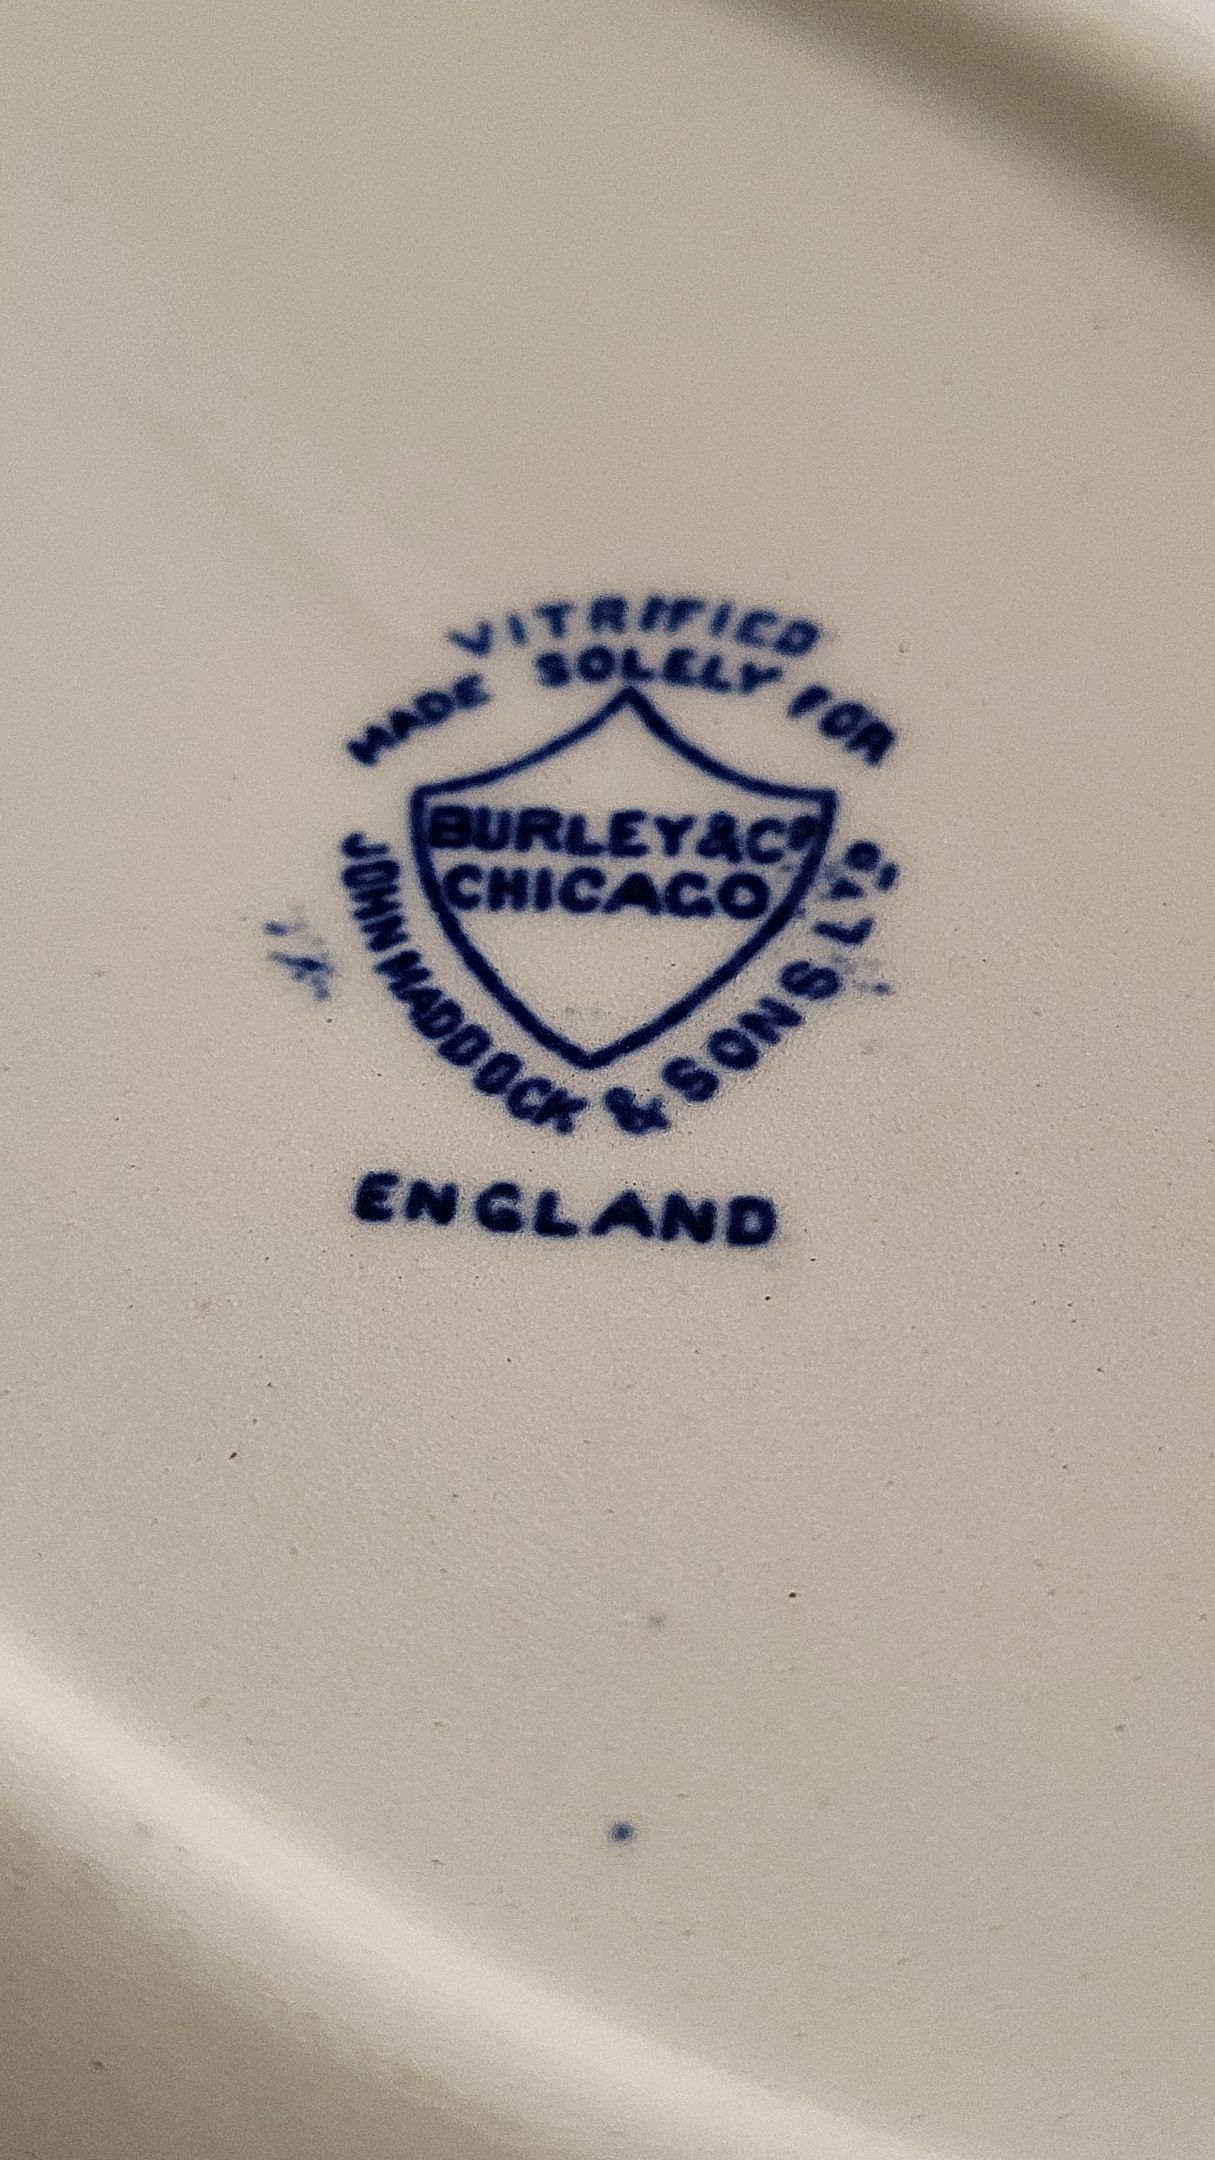 VITRIFIED
MADE SOLELY FOR
BURLEY & Co
CHICAGO
JOHN MADDOCK & SONS LTD
ENGLAND